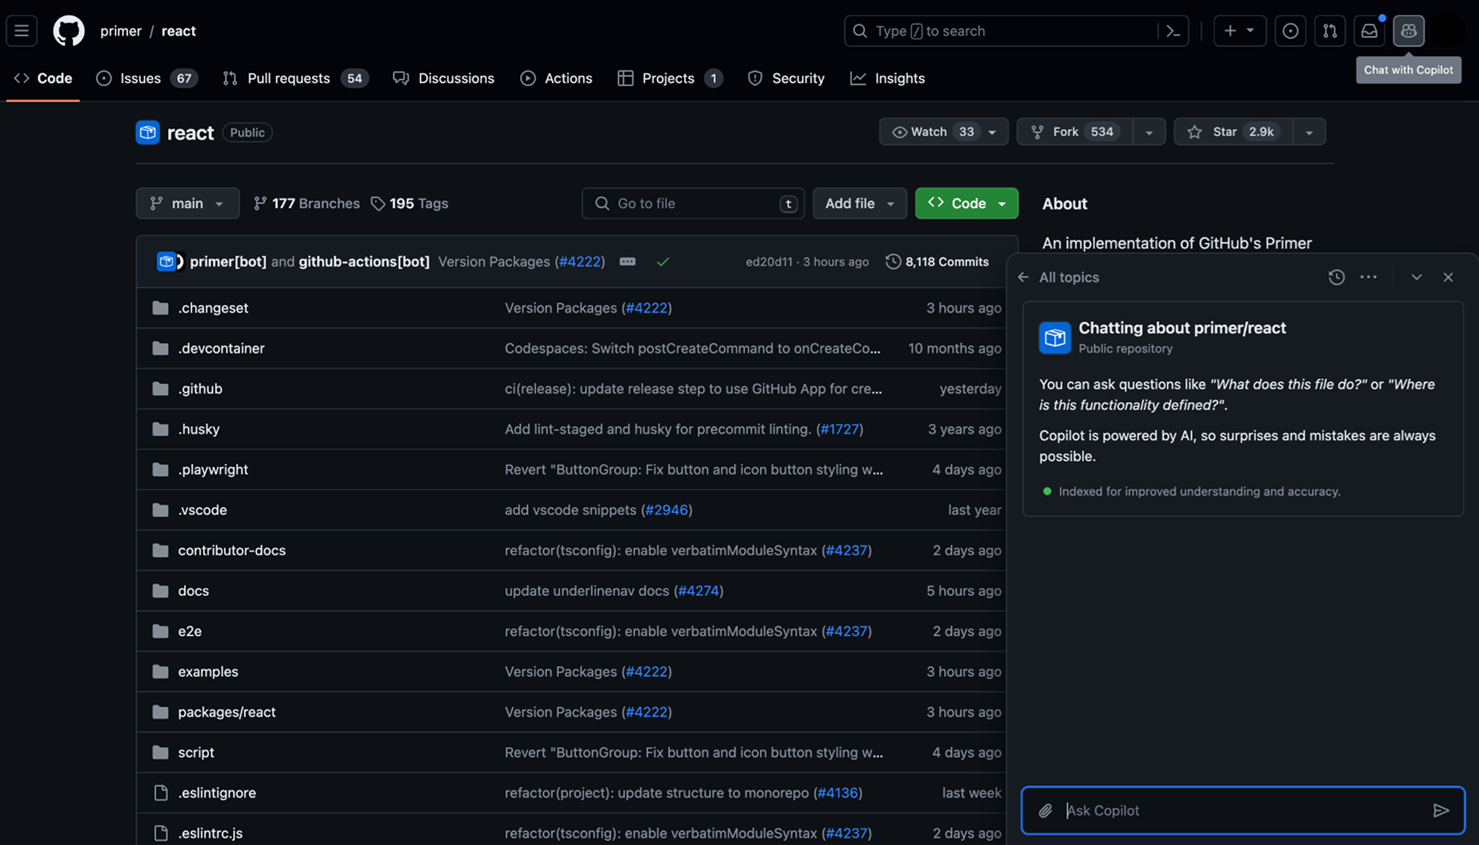 primer / react
Type / to search
Chat with Copilot
Code
Issues 67
Pull requests 54
Discussions
Actions
Projects 1
Security
Insights
react Public
Watch 33
Fork 534
Star 2.9k
main
177 Branches
195 Tags
Go to file t
Add file
Code
About
An implementation of GitHub's Primer
primer[bot] and github-actions[bot] Version Packages (#4222) ed20d11 · 3 hours ago 8,118 Commits
.changeset Version Packages (#4222) 3 hours ago
.devcontainer Codespaces: Switch postCreateCommand to onCreateCo... 10 months ago
.github ci(release): update release step to use GitHub App for cre... yesterday
.husky Add lint-staged and husky for precommit linting. (#1727) 3 years ago
.playwright Revert "ButtonGroup: Fix button and icon button styling w... 4 days ago
.vscode add vscode snippets (#2946) last year
contributor-docs refactor(tsconfig): enable verbatimModuleSyntax (#4237) 2 days ago
docs update underlinenav docs (#4274) 5 hours ago
e2e refactor(tsconfig): enable verbatimModuleSyntax (#4237) 2 days ago
examples Version Packages (#4222) 3 hours ago
packages/react Version Packages (#4222) 3 hours ago
script Revert "ButtonGroup: Fix button and icon button styling w... 4 days ago
.eslintignore refactor(project): update structure to monorepo (#4136) last week
.eslintrc.js refactor(tsconfig): enable verbatimModuleSyntax (#4237) 2 days ago
All topics
Chatting about primer/react
Public repository
You can ask questions like "What does this file do?" or "Where
is this functionality defined?".
Copilot is powered by AI, so surprises and mistakes are always
possible.
Indexed for improved understanding and accuracy.
Ask Copilot